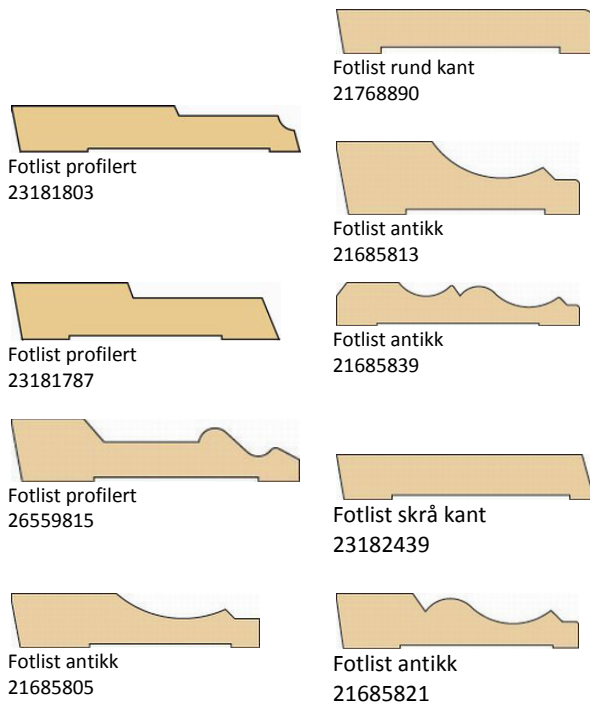 Fotlist profilert
23181803
Fotlist profilert
23181787
Fotlist profilert
26559815
Fotlist antikk
21685805
Fotlist rund kant
21768890
Fotlist antikk
21685813
Fotlist antikk
21685839
Fotlist skrå kant
23182439
Fotlist antikk
21685821